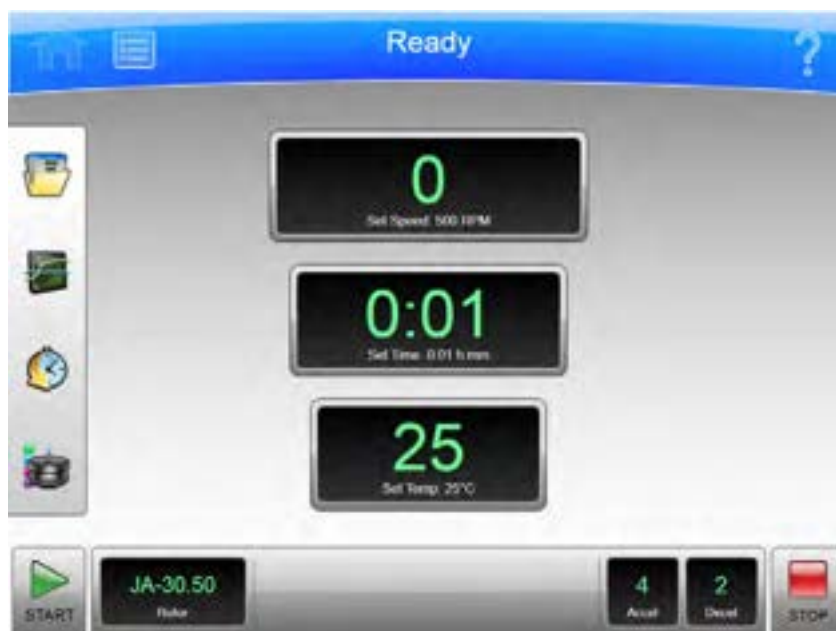 Ready
?
0
Set Speed: 500 RPM
0:01
Set Time: 0:01 h:mm
25
Set Temp: 25°C
START
JA-30.50
Rotor
4
Accel
2
Decel
STOP